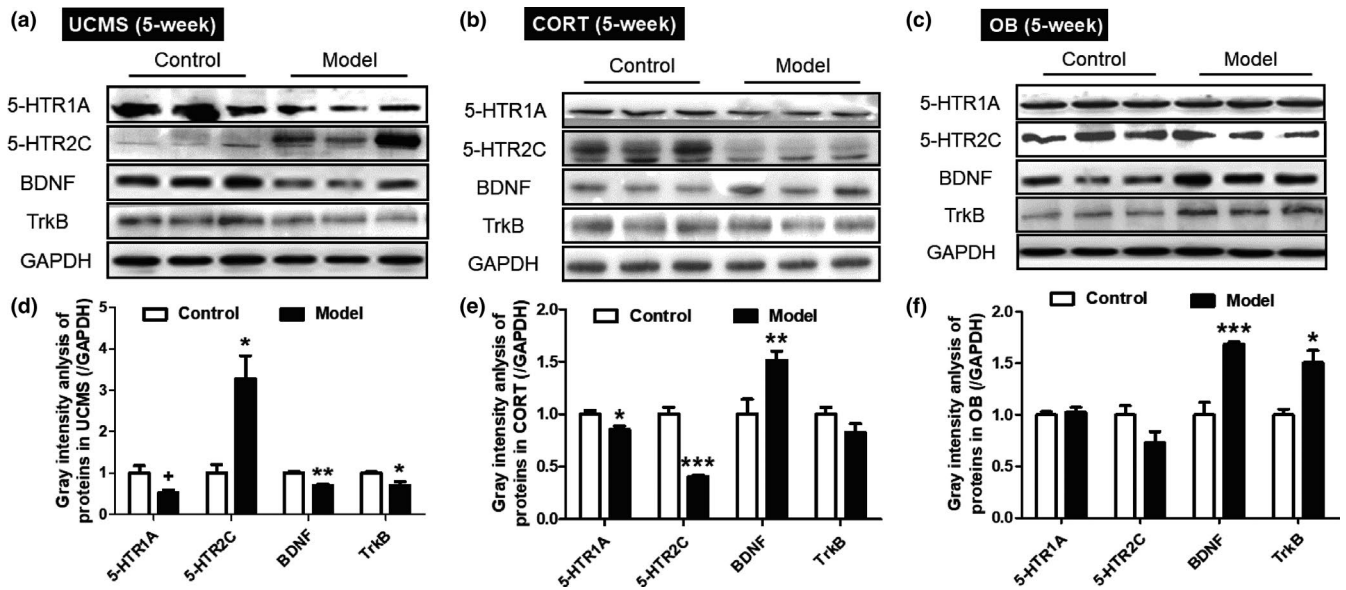 (a) UCMS (5-week)
Control Model
5-HTR1A
5-HTR2C
BDNF
TrkB
GAPDH
(b) CORT (5-week)
Control Model
5-HTR1A
5-HTR2C
BDNF
TrkB
GAPDH
(c) OB (5-week)
Control Model
5-HTR1A
5-HTR2C
BDNF
TrkB
GAPDH
(d)
Gray intensity anlysis of
proteins in UCMS (/GAPDH)
Control Model
5
4
3
2
1
0
+
*
**
*
5-HTR1A
5-HTR2C
BDNF
TrkB
(e)
Gray intensity anlysis of
proteins in CORT (/GAPDH)
Control Model
2.0
1.5
1.0
0.5
0.0
*
***
**
5-HTR1A
5-HTR2C
BDNF
TrkB
(f)
Gray intensity anlysis of
proteins in OB (/GAPDH)
Control Model
2.0
1.5
1.0
0.5
0.0
***
*
5-HTR1A
5-HTR2C
BDNF
TrkB